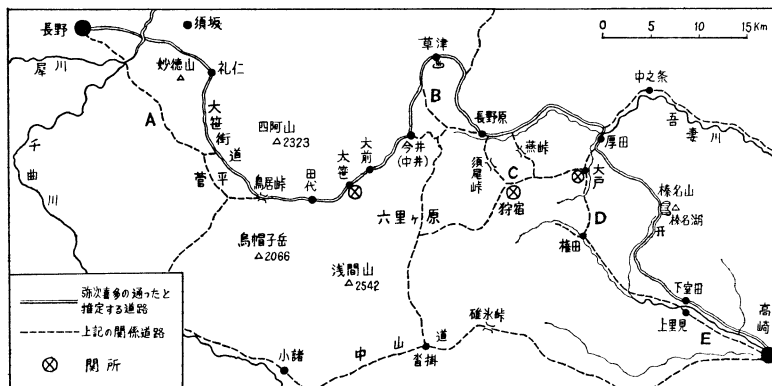 長野
須坂
犀川
妙徳山
礼仁
A
大笹街道
四阿山
2323
千曲川
菅平
鳥居峠
田代
大笹
大前
今井
(中井)
草津
B
長野原
蕪峠
須尾峠
C
狩宿
六里ヶ原
0 5 10 15Km
中之条
吾妻川
厚田
大戸
榛名山
榛名湖
D
権田
烏帽子岳
2066
浅間山
2542
碓氷峠
下室田
上里見
E
高崎
小諸
中山道
沓掛
弥次喜多の通ったと
推定する道路
上記の関係道路
関所